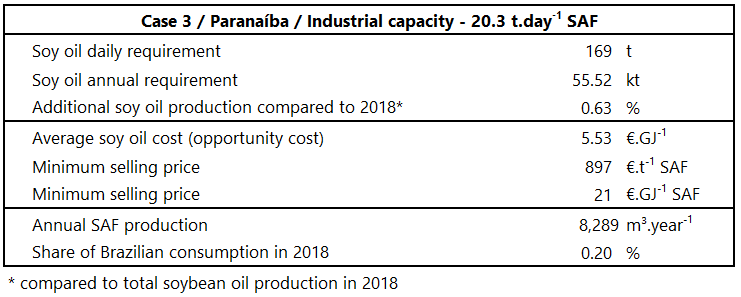 Case 3 / Paranaíba / Industrial capacity - 20.3 t.day⁻¹ SAF
Soy oil daily requirement 169 t
Soy oil annual requirement 55.52 kt
Additional soy oil production compared to 2018* 0.63 %
Average soy oil cost (opportunity cost) 5.53 €.GJ⁻¹
Minimum selling price 897 €.t⁻¹ SAF
Minimum selling price 21 €.GJ⁻¹ SAF
Annual SAF production 8,289 m³.year⁻¹
Share of Brazilian consumption in 2018 0.20 %
* compared to total soybean oil production in 2018